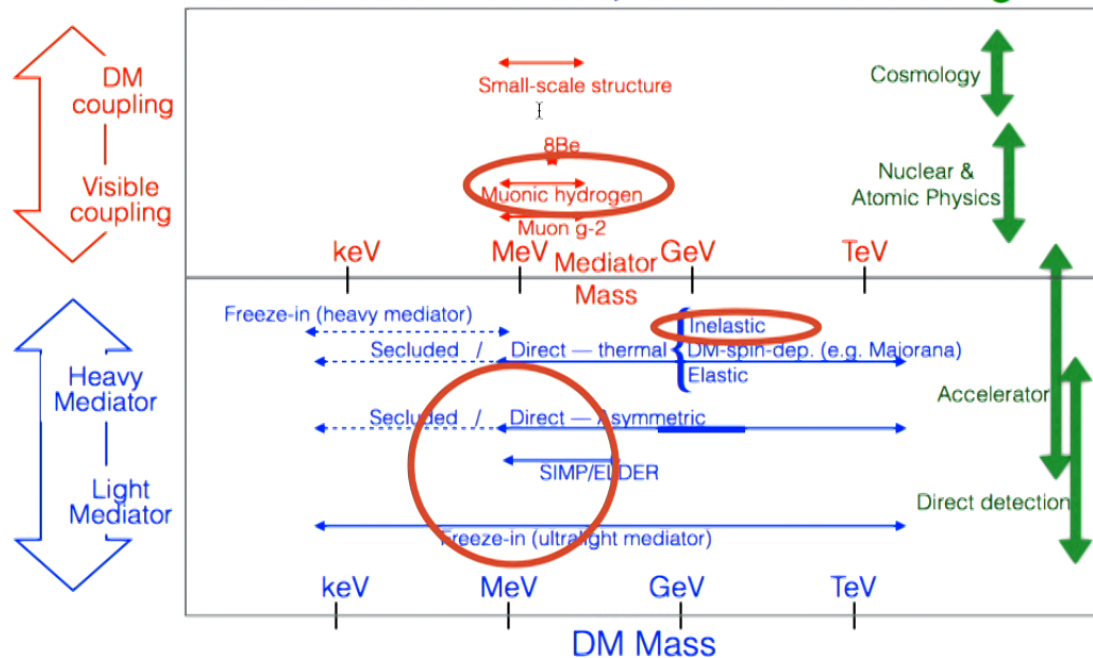 DM
coupling
Visible
coupling
Small-scale structure
8Be
Muonic hydrogen
Muon g-2
keV MeV GeV TeV
Mediator
Mass
Cosmology
Nuclear &
Atomic Physics
Accelerator
Direct detection
Heavy
Mediator
Light
Mediator
Freeze-in (heavy mediator)
Inelastic
Secluded / Direct — thermal DM-spin-dep. (e.g. Majorana)
Elastic
Secluded / Direct — Asymmetric
SIMP/ELDER
Freeze-in (ultralight mediator)
keV MeV GeV TeV
DM Mass